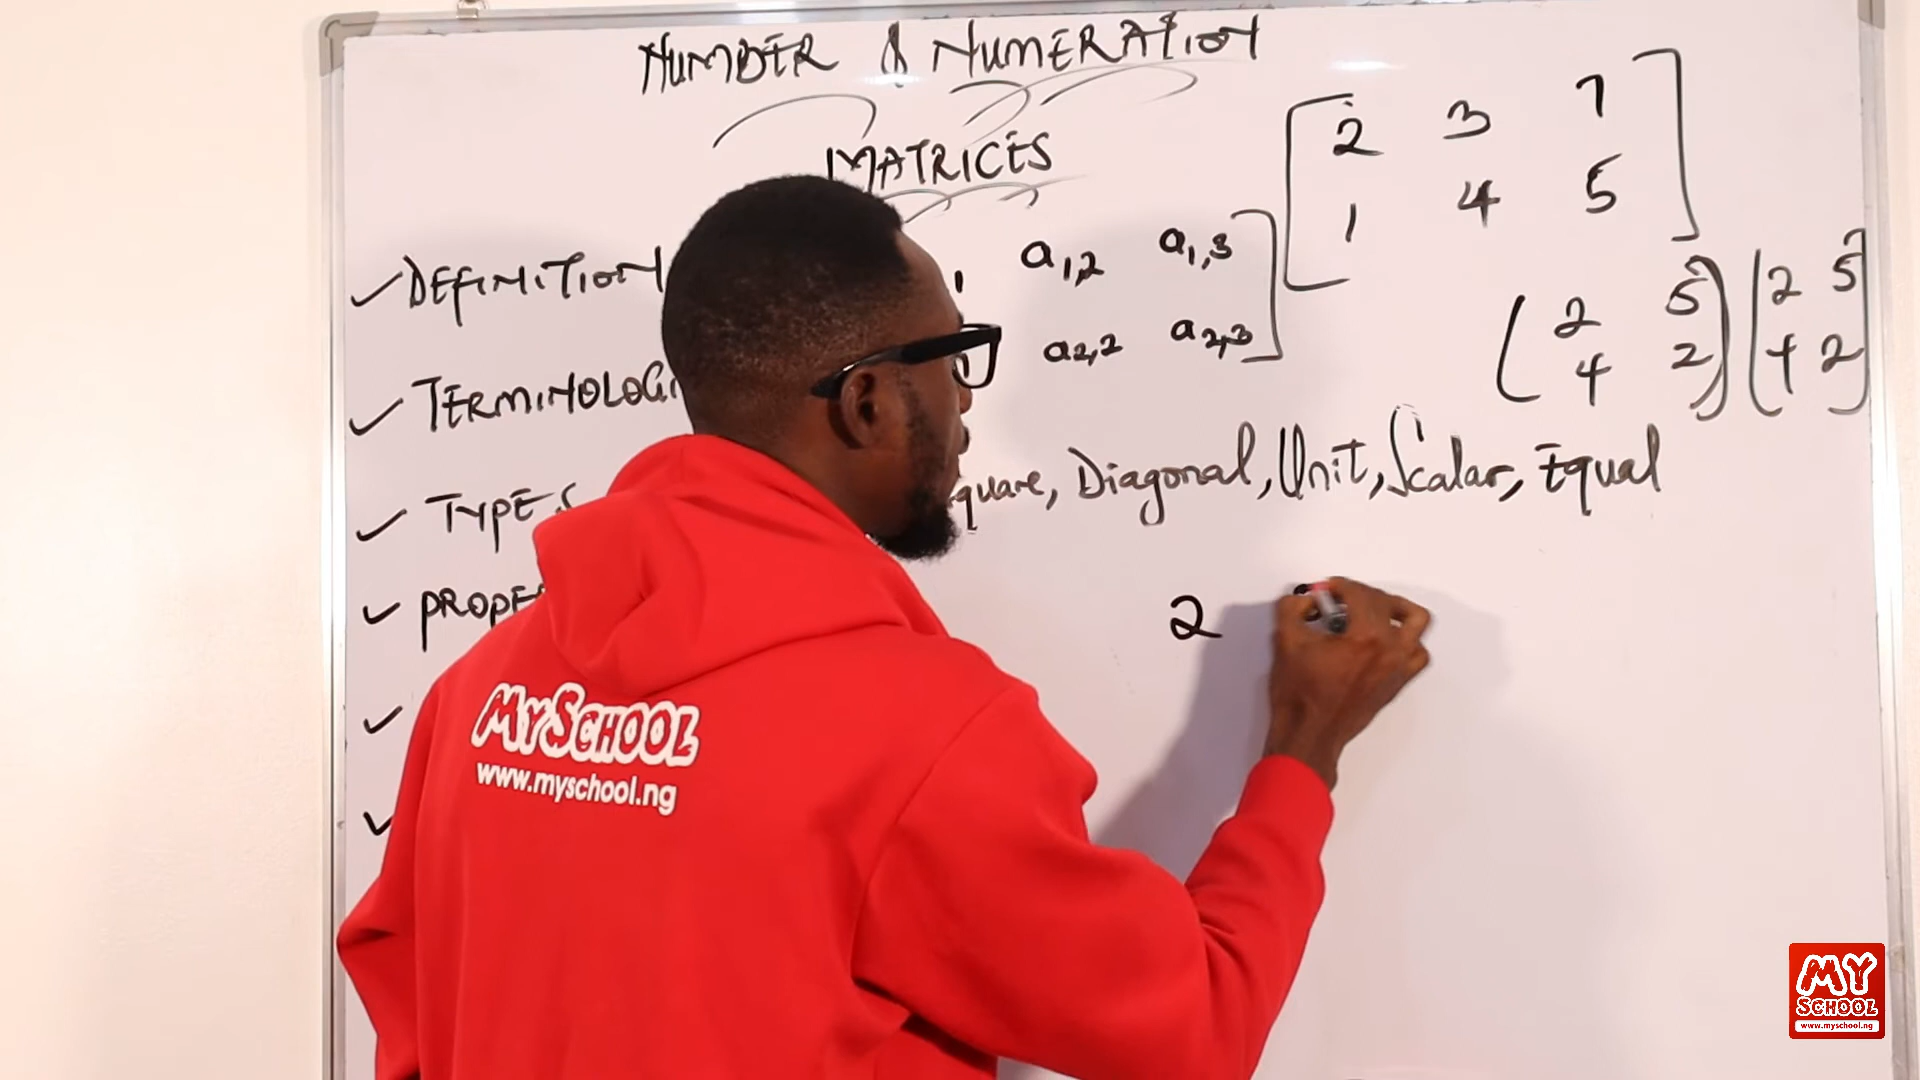 NUMBER & NUMERATION
MATRICES
2 3 7
1 4 5
✓ DEFINITION
a1,2 a1,3
a2,2 a2,3
2 5
4 2
2 5
4 2
✓ TERMINOLOGI
✓ TYPES
quare, Diagonal, Unit, Scalar, Equal
✓ PROPE
2
✓
✓
MYSCHOOL
www.myschool.ng
MY
SCHOOL
www.myschool.ng